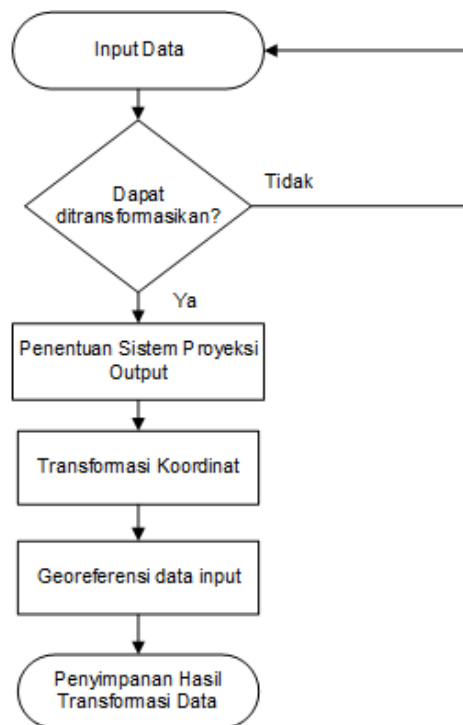 Input Data
Dapat
ditransformasikan?
Tidak
Ya
Penentuan Sistem Proyeksi
Output
Transformasi Koordinat
Georeferensi data input
Penyimpanan Hasil
Transformasi Data